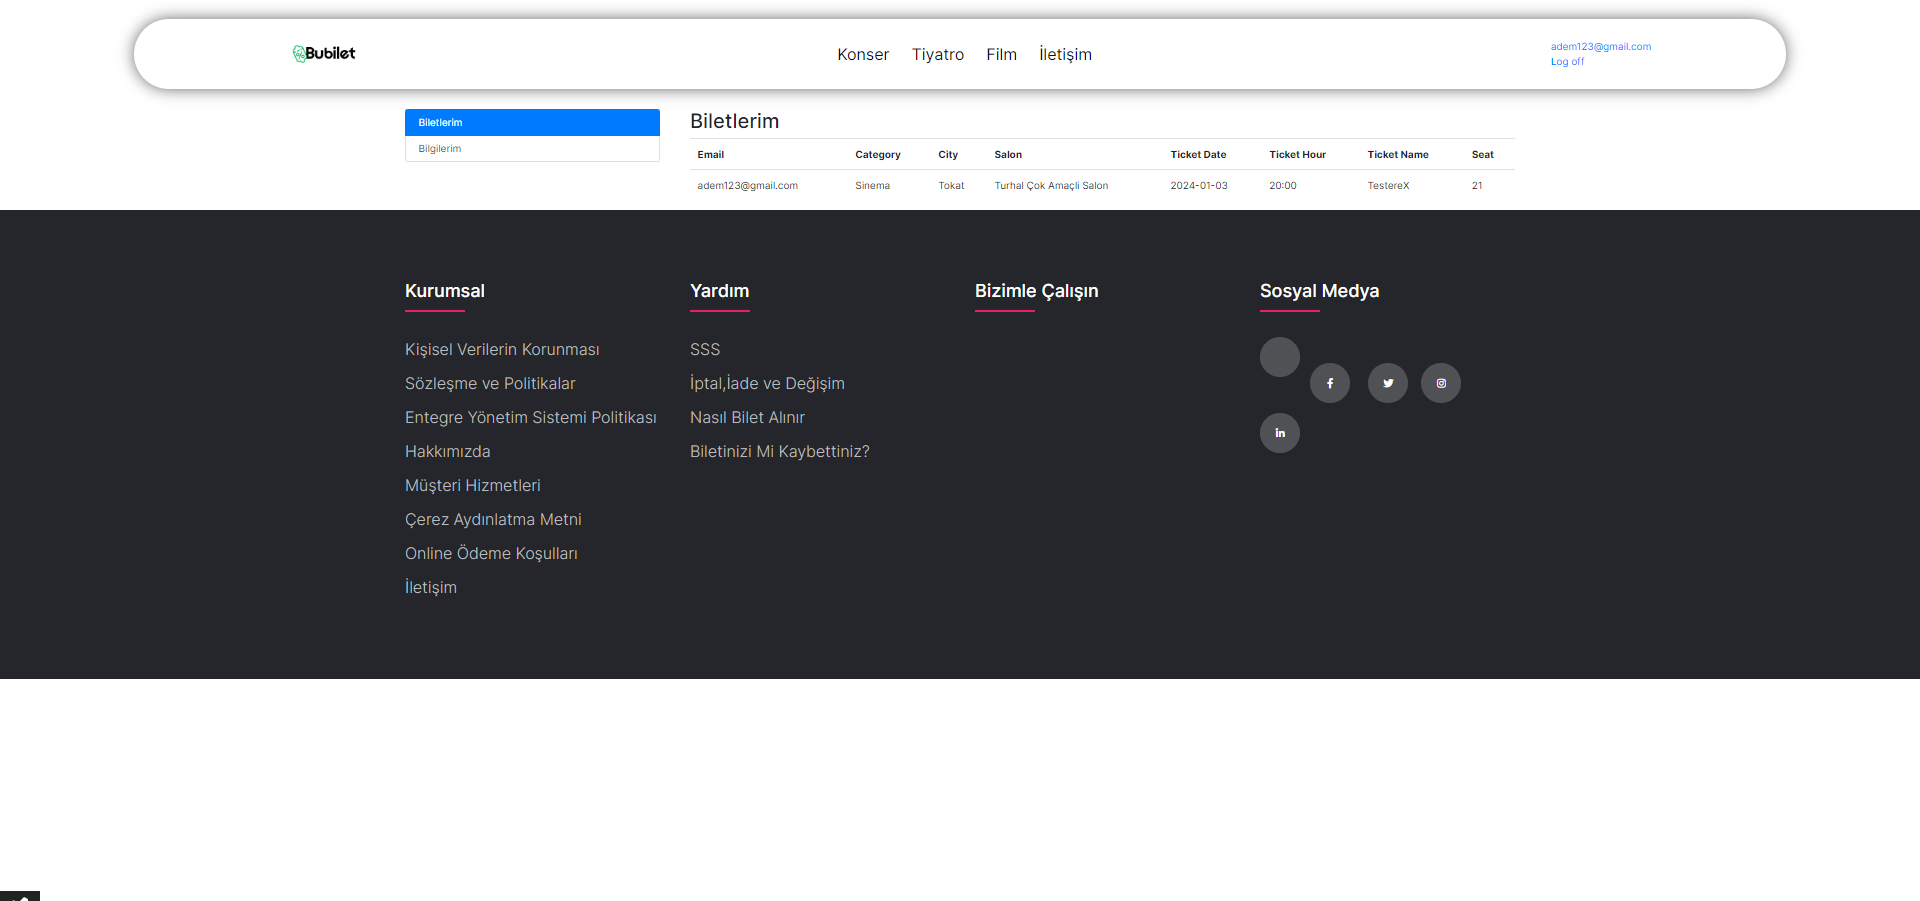 Bubilet
Konser Tiyatro Film İletişim
adem123@gmail.com
Log off
Biletlerim
Bilgilerim
Biletlerim
Email Category City Salon Ticket Date Ticket Hour Ticket Name Seat
adem123@gmail.com Sinema Tokat Turhal Çok Amaçli Salon 2024-01-03 20:00 TestereX 21
Kurumsal
Kişisel Verilerin Korunması
Sözleşme ve Politikalar
Entegre Yönetim Sistemi Politikası
Hakkımızda
Müşteri Hizmetleri
Çerez Aydınlatma Metni
Online Ödeme Koşulları
İletişim
Yardım
SSS
İptal,İade ve Değişim
Nasıl Bilet Alınır
Biletinizi Mi Kaybettiniz?
Bizimle Çalışın
Sosyal Medya